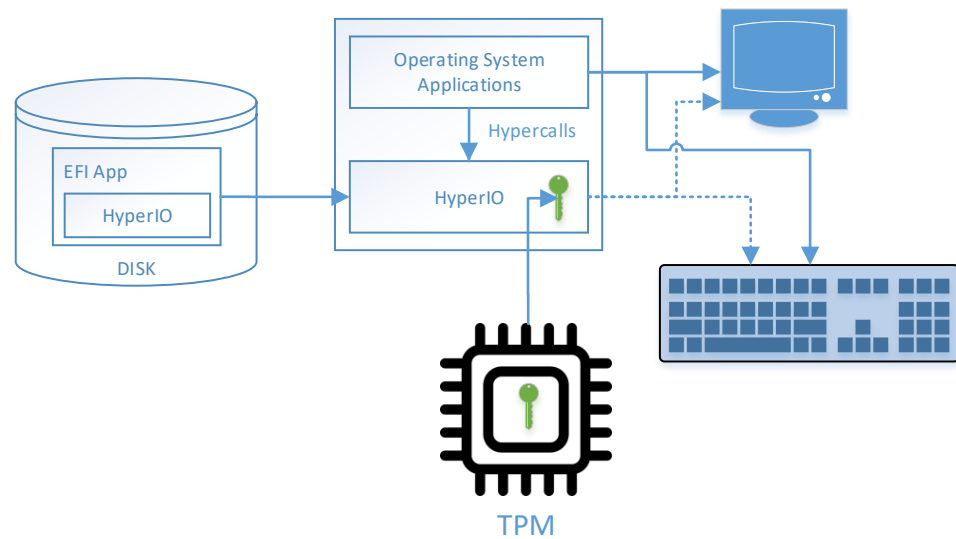 Operating System
Applications
Hypercalls
EFI App
HyperIO
HyperIO
DISK
TPM